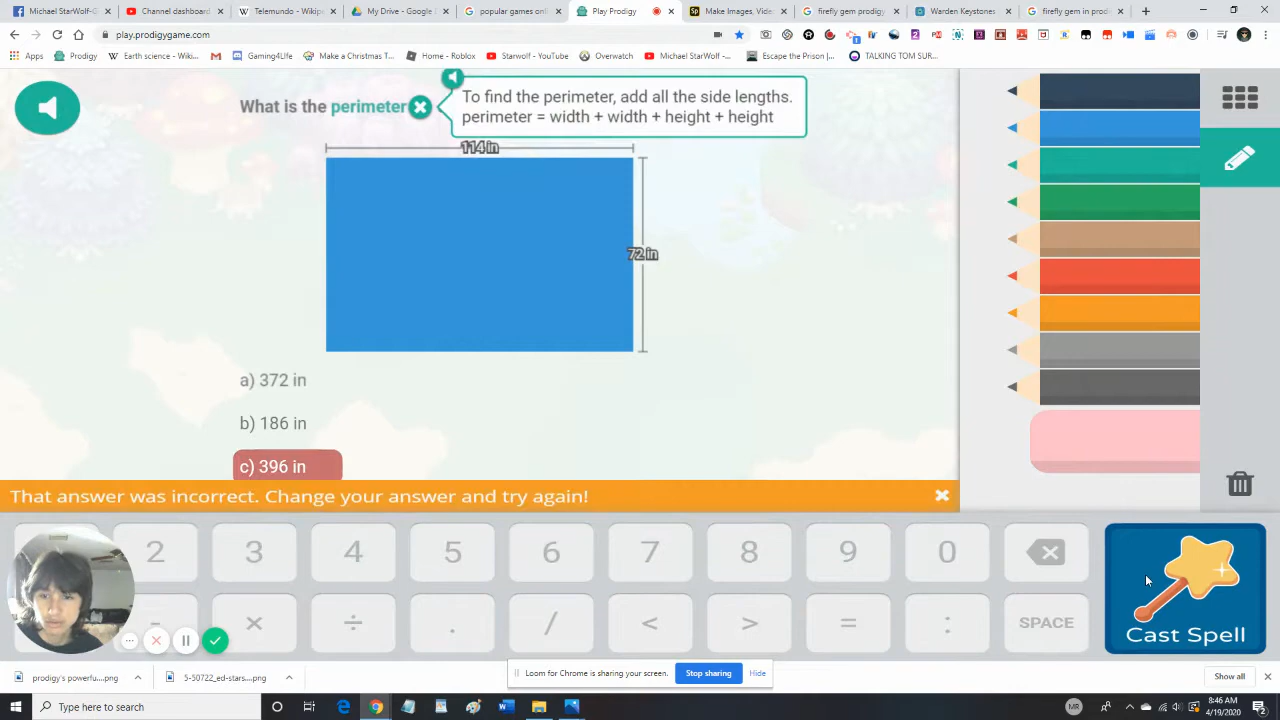 Facebook
Channel dashboard
Telemundo - Wikip
My Drive - Google
popular games onl
Play Prodigy
Make Images, Vide
firefly gem prodig
Warden Keystones
firefly gem in prodi
play.prodigygame.com
Apps
Prodigy
Earth science - Wiki...
Gaming4Life
Make a Christmas T...
Home - Roblox
Starwolf - YouTube
Overwatch
Michael StarWolf -...
Escape the Prison |...
TALKING TOM SUR...
What is the perimeter
To find the perimeter, add all the side lengths.
perimeter = width + width + height + height
114 in
72 in
a) 372 in
b) 186 in
c) 396 in
That answer was incorrect. Change your answer and try again!
2 3 4 5 6 7 8 9 0
- × ÷ . / < > = : SPACE
Cast Spell
prodigy's powerfu....png
5-50722_ed-stars....png
Loom for Chrome is sharing your screen.
Stop sharing
Hide
Show all
Type here to search
MR
8:46 AM
4/19/2020